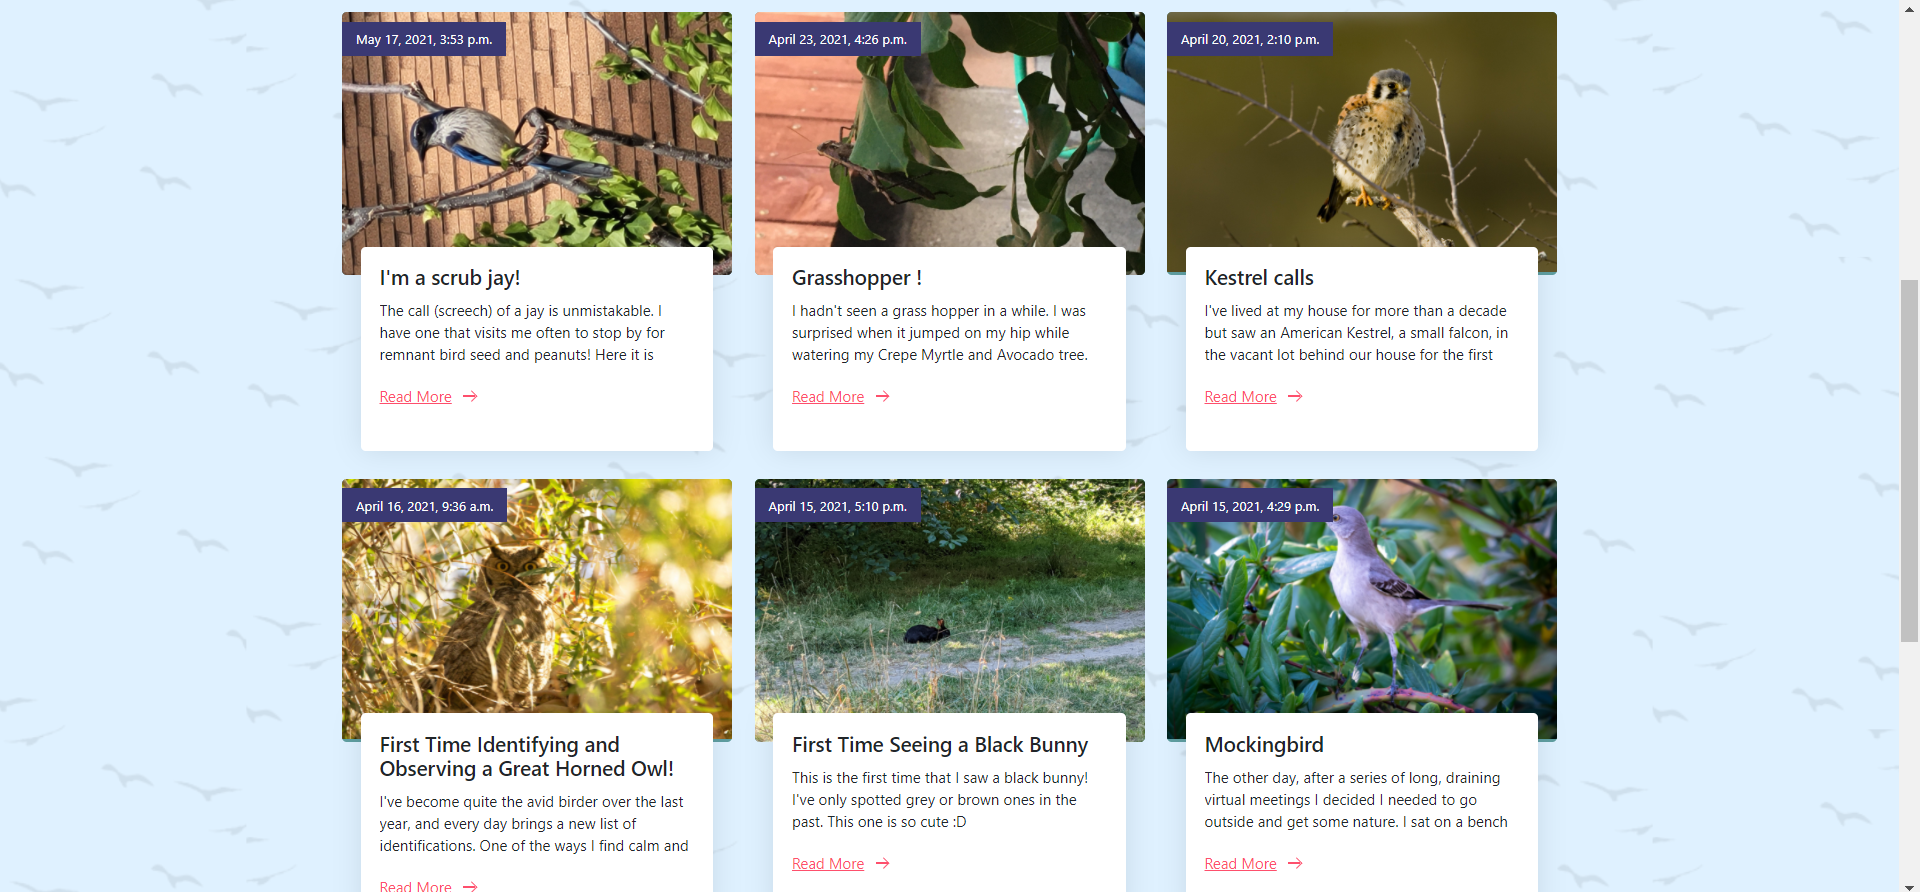 May 17, 2021, 3:53 p.m.
I'm a scrub jay!
The call (screech) of a jay is unmistakable. I
have one that visits me often to stop by for
remnant bird seed and peanuts! Here it is
Read More
April 23, 2021, 4:26 p.m.
Grasshopper !
I hadn't seen a grass hopper in a while. I was
surprised when it jumped on my hip while
watering my Crepe Myrtle and Avocado tree.
Read More
April 20, 2021, 2:10 p.m.
Kestrel calls
I've lived at my house for more than a decade
but saw an American Kestrel, a small falcon, in
the vacant lot behind our house for the first
Read More
April 16, 2021, 9:36 a.m.
First Time Identifying and
Observing a Great Horned Owl!
I've become quite the avid birder over the last
year, and every day brings a new list of
identifications. One of the ways I find calm and
Read More
April 15, 2021, 5:10 p.m.
First Time Seeing a Black Bunny
This is the first time that I saw a black bunny!
I've only spotted grey or brown ones in the
past. This one is so cute :D
Read More
April 15, 2021, 4:29 p.m.
Mockingbird
The other day, after a series of long, draining
virtual meetings I decided I needed to go
outside and get some nature. I sat on a bench
Read More